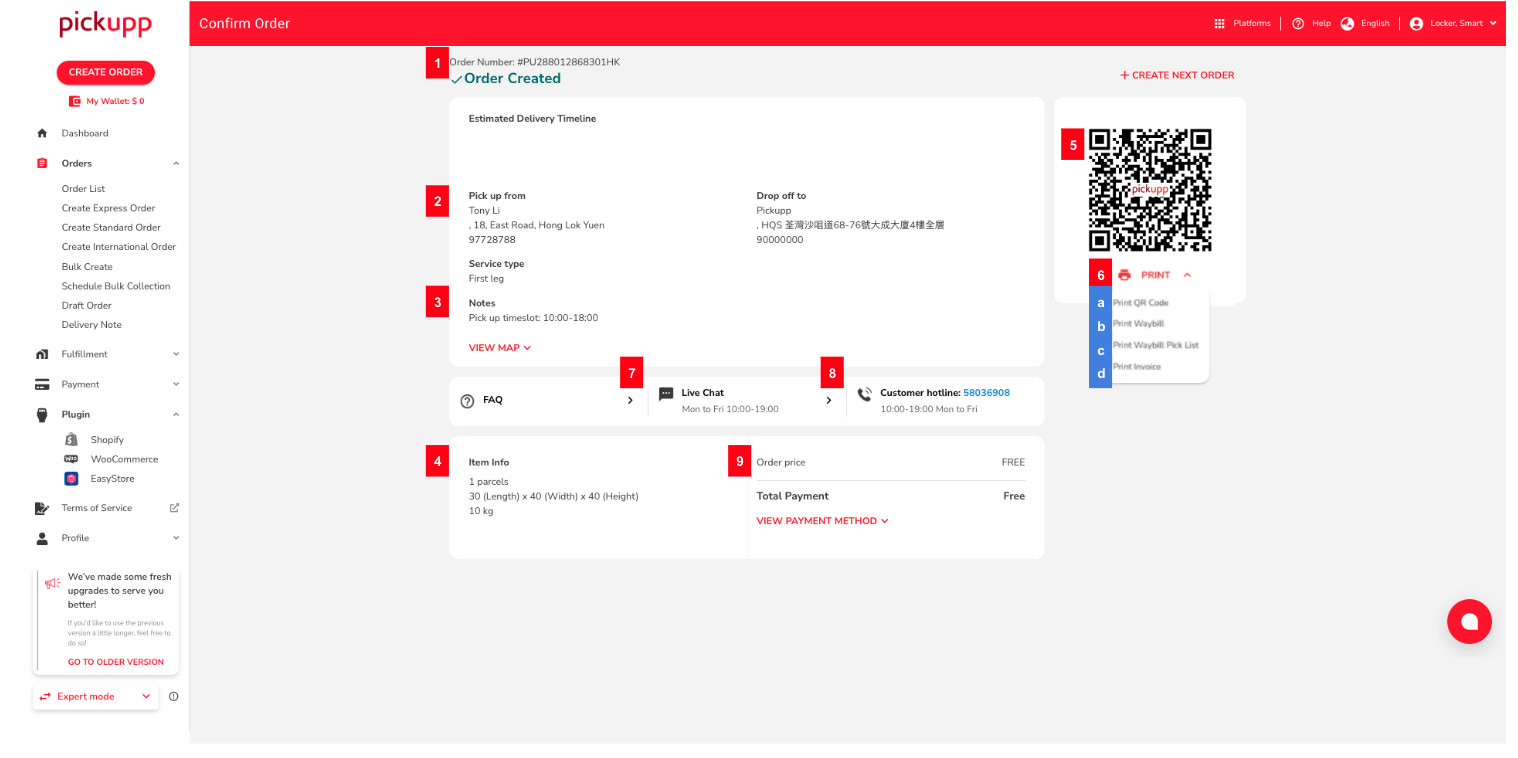 pickupp
Confirm Order
Platforms
Help
English
Locker, Smart
CREATE ORDER
My Wallet: $ 0
Dashboard
Orders
Order List
Create Express Order
Create Standard Order
Create International Order
Bulk Create
Schedule Bulk Collection
Draft Order
Delivery Note
Fulfillment
Payment
Plugin
Shopify
WooCommerce
EasyStore
Terms of Service
Profile
We've made some fresh
upgrades to serve you
better!
If you'd like to use the previous
version a little longer, feel free to
do so!
GO TO OLDER VERSION
Expert mode
1
Order Number: #PU288012868301HK
Order Created
+ CREATE NEXT ORDER
Estimated Delivery Timeline
2
Pick up from
Tony Li
, 18, East Road, Hong Lok Yuen
97728788
Drop off to
Pickupp
, HQS 荃灣沙咀道68-76號大成大廈4樓全層
90000000
Service type
First leg
3
Notes
Pick up timeslot: 10:00-18:00
VIEW MAP
5
pickupp
6
PRINT
a Print QR Code
b Print Waybill
c Print Waybill Pick List
d Print Invoice
FAQ
7
Live Chat
Mon to Fri 10:00-19:00
8
Customer hotline: 58036908
10:00-19:00 Mon to Fri
4
Item Info
1 parcels
30 (Length) x 40 (Width) x 40 (Height)
10 kg
9
Order price FREE
Total Payment Free
VIEW PAYMENT METHOD